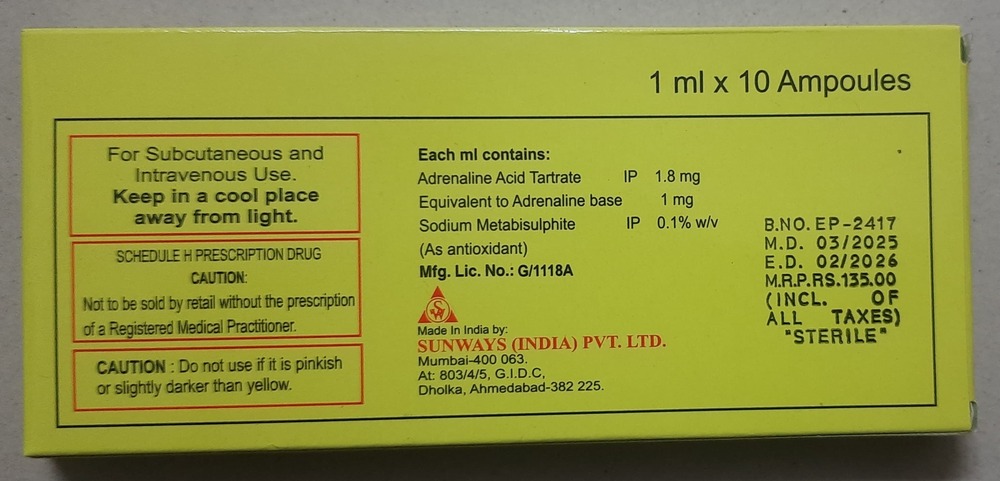 1 ml x 10 Ampoules
For Subcutaneous and
Intravenous Use.
Keep in a cool place
away from light.
SCHEDULE H PRESCRIPTION DRUG
CAUTION:
Not to be sold by retail without the prescription
of a Registered Medical Practitioner.
CAUTION : Do not use if it is pinkish
or slightly darker than yellow.
Each ml contains:
Adrenaline Acid Tartrate IP 1.8 mg
Equivalent to Adrenaline base 1 mg
Sodium Metabisulphite IP 0.1% w/v
(As antioxidant)
Mfg. Lic. No.: G/1118A
Made In India by:
SUNWAYS (INDIA) PVT. LTD.
Mumbai-400 063.
At: 803/4/5, G.I.D.C,
Dholka, Ahmedabad-382 225.
B.NO. EP-2417
M.D. 03/2025
E.D. 02/2026
M.R.P.RS.135.00
(INCL. OF
ALL TAXES)
"STERILE"